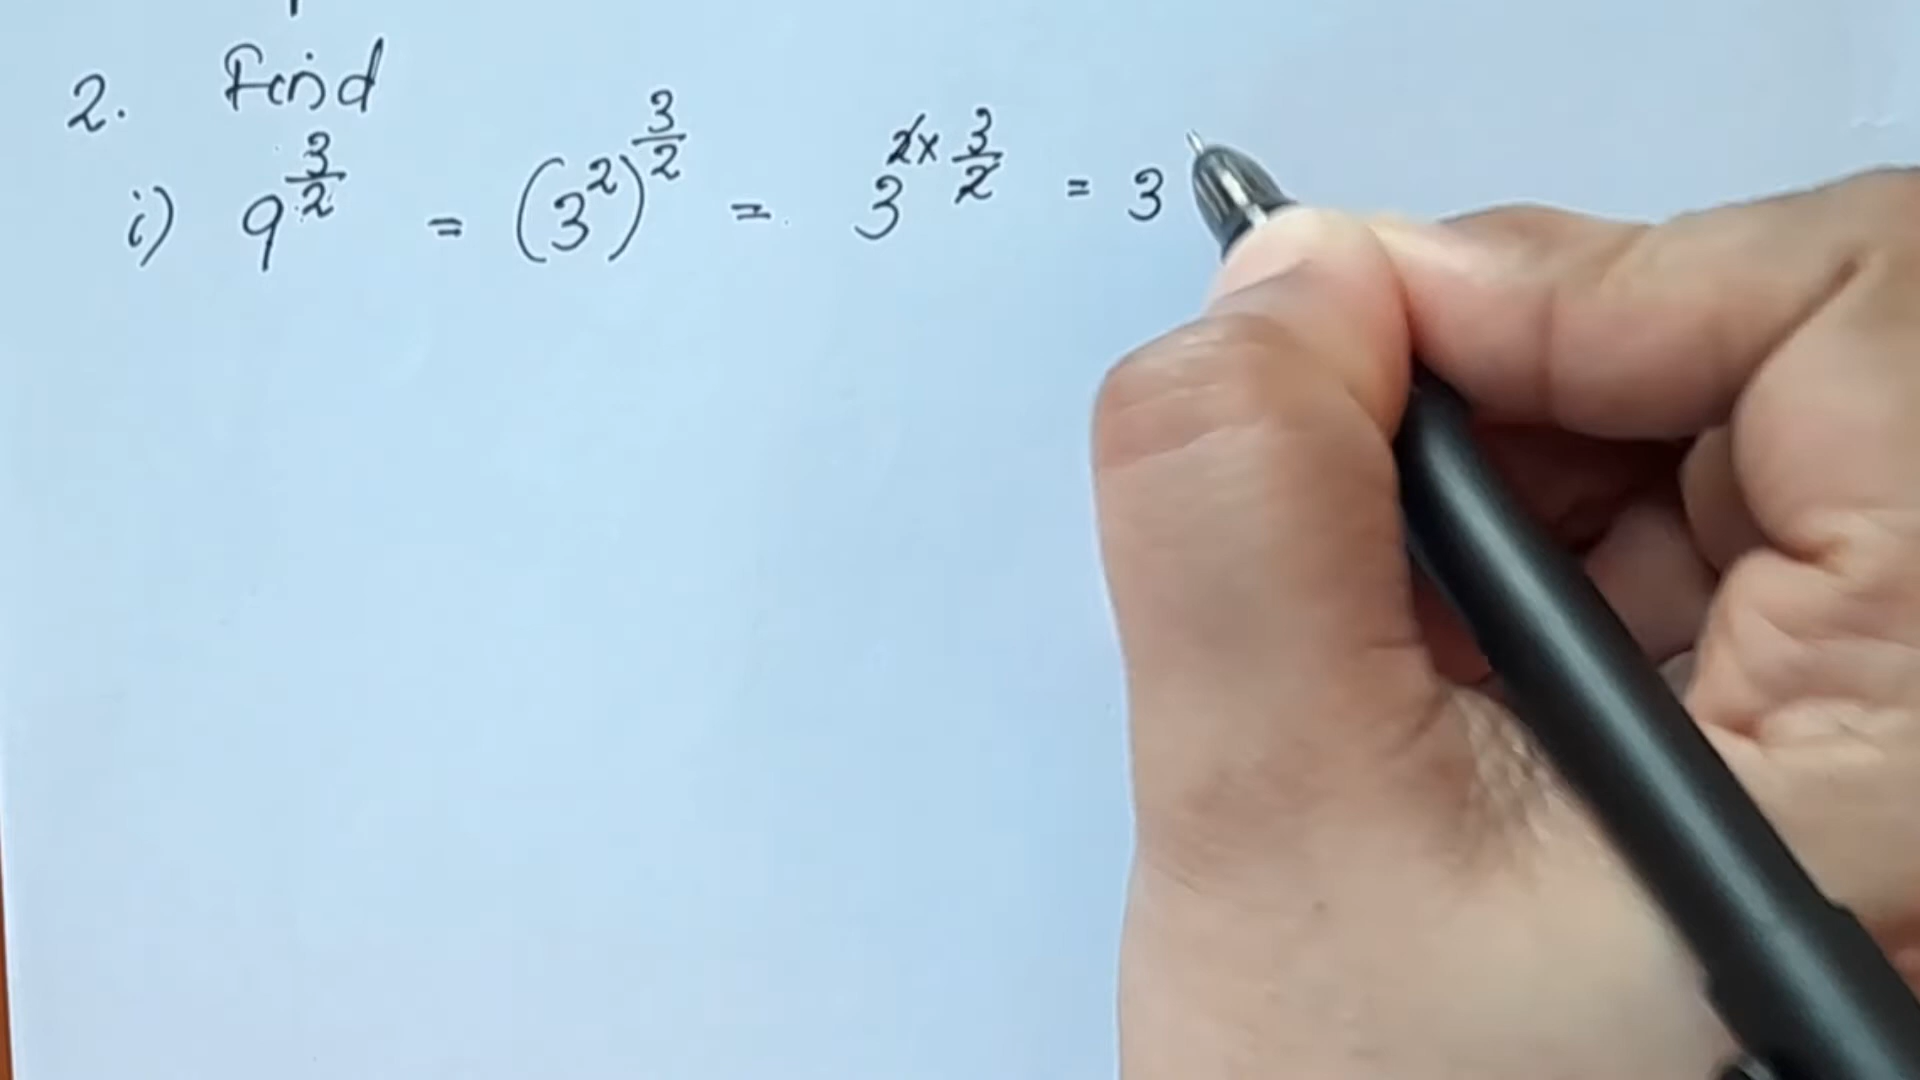 2. Find
i) 9^(3/2) = (3^2)^(3/2) = 3^(2×3/2) = 3